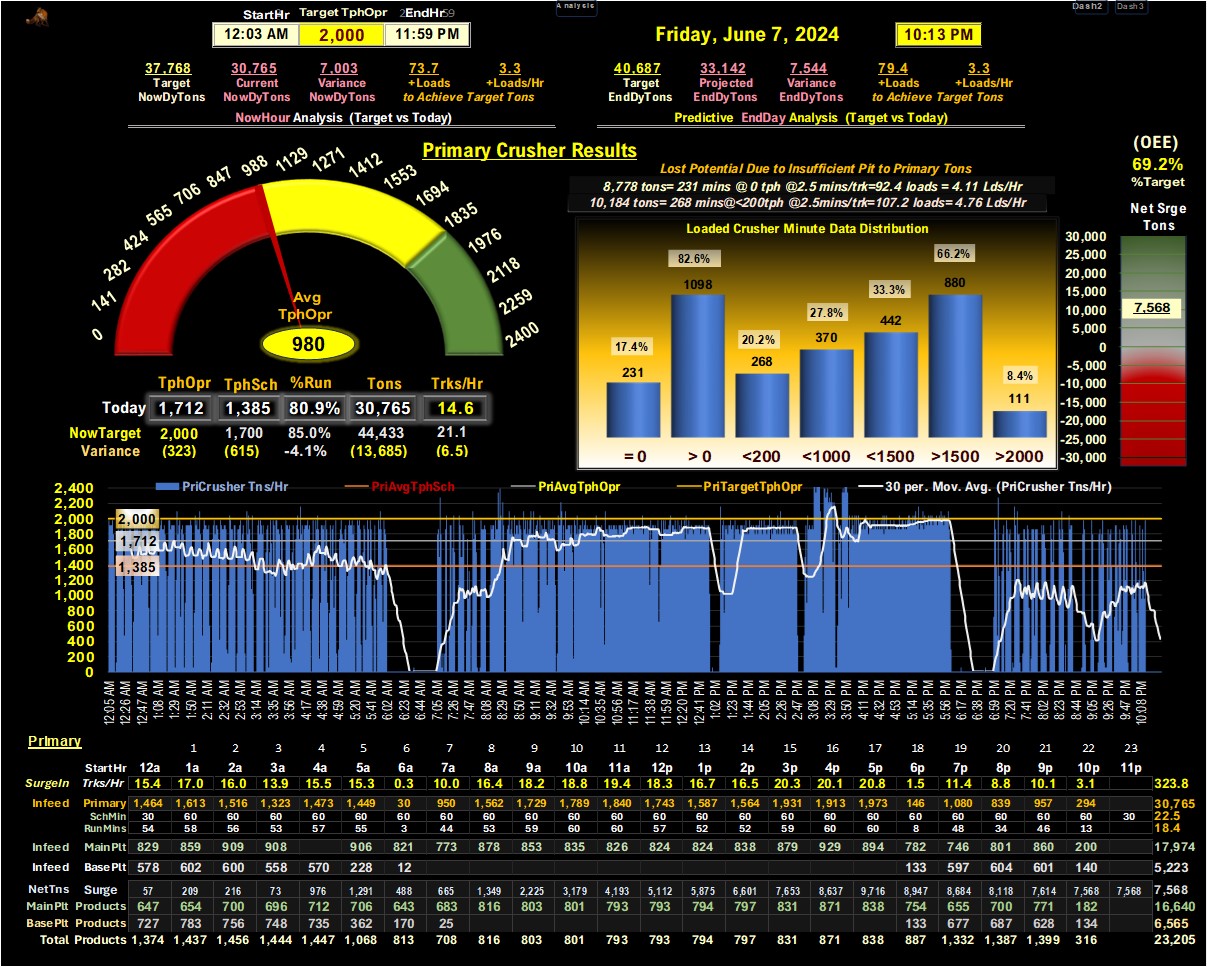 Analysis
Dash2 Dash3
StartHr Target TphOpr EndHr
12:03 AM 2,000 11:59 PM
Friday, June 7, 2024 10:13 PM
37,768 30,765 7,003 73.7 3.3
Target Current Variance +Loads +Loads/Hr
NowDyTons NowDyTons NowDyTons to Achieve Target Tons
NowHour Analysis (Target vs Today)
40,687 33,142 7,544 79.4 3.3
Target Projected Variance +Loads +Loads/Hr
EndDyTons EndDyTons EndDyTons to Achieve Target Tons
Predictive EndDay Analysis (Target vs Today)
Primary Crusher Results
0 141 282 424 565 706 847 988 1129 1271 1412 1553 1694 1835 1976 2118 2259 2400
Avg
TphOpr
980
TphOpr TphSch %Run Tons Trks/Hr
Today 1,712 1,385 80.9% 30,765 14.6
NowTarget 2,000 1,700 85.0% 44,433 21.1
Variance (323) (615) -4.1% (13,685) (6.5)
Lost Potential Due to Insufficient Pit to Primary Tons
8,778 tons= 231 mins @ 0 tph @2.5 mins/trk=92.4 loads = 4.11 Lds/Hr
10,184 tons= 268 mins@<200tph @2.5mins/trk=107.2 loads= 4.76 Lds/Hr
Loaded Crusher Minute Data Distribution
17.4% 82.6% 20.2% 27.8% 33.3% 66.2% 8.4%
231 1098 268 370 442 880 111
= 0 > 0 <200 <1000 <1500 >1500 >2000
(OEE)
69.2%
%Target
Net Srge
Tons
30,000
25,000
20,000
15,000
10,000
7,568
5,000
0
-5,000
-10,000
-15,000
-20,000
-25,000
-30,000
PriCrusher Tns/Hr PriAvgTphSch PriAvgTphOpr PriTargetTphOpr 30 per. Mov. Avg. (PriCrusher Tns/Hr)
2,400
2,200
2,000
1,800
1,600
1,400
1,200
1,000
800
600
400
200
0
2,000
1,712
1,385
12:05 AM 12:26 AM 12:47 AM 1:08 AM 1:29 AM 1:50 AM 2:11 AM 2:32 AM 2:53 AM 3:14 AM 3:35 AM 3:56 AM 4:17 AM 4:38 AM 4:59 AM 5:20 AM 5:41 AM 6:02 AM 6:23 AM 6:44 AM 7:05 AM 7:26 AM 7:47 AM 8:08 AM 8:29 AM 8:50 AM 9:11 AM 9:32 AM 9:53 AM 10:14 AM 10:35 AM 10:56 AM 11:17 AM 11:38 AM 11:59 AM 12:20 PM 12:41 PM 1:02 PM 1:23 PM 1:44 PM 2:05 PM 2:26 PM 2:47 PM 3:08 PM 3:29 PM 3:50 PM 4:11 PM 4:32 PM 4:53 PM 5:14 PM 5:35 PM 5:56 PM 6:17 PM 6:38 PM 6:59 PM 7:20 PM 7:41 PM 8:02 PM 8:23 PM 8:44 PM 9:05 PM 9:26 PM 9:47 PM 10:08 PM
Primary
1 2 3 4 5 6 7 8 9 10 11 12 13 14 15 16 17 18 19 20 21 22 23
StartHr 12a 1a 2a 3a 4a 5a 6a 7a 8a 9a 10a 11a 12p 1p 2p 3p 4p 5p 6p 7p 8p 9p 10p 11p
SurgeIn Trks/Hr 15.4 17.0 16.0 13.9 15.5 15.3 0.3 10.0 16.4 18.2 18.8 19.4 18.3 16.7 16.5 20.3 20.1 20.8 1.5 11.4 8.8 10.1 3.1 323.8
Infeed Primary 1,464 1,613 1,516 1,323 1,473 1,449 30 950 1,562 1,729 1,789 1,840 1,743 1,587 1,564 1,931 1,913 1,973 146 1,080 839 957 294 30,765
SchMin 30 60 60 60 60 60 60 60 60 60 60 60 60 60 60 60 60 60 60 60 60 60 60 30 22.5
RunMins 54 58 56 53 57 55 3 44 53 59 60 60 57 52 52 59 60 60 8 48 34 46 13 18.4
Infeed MainPlt 829 859 909 908 906 821 773 878 853 835 826 824 824 838 879 929 894 782 746 801 860 200 17,974
Infeed BasePlt 578 602 600 558 570 228 12 133 597 604 601 140 5,223
NetTns Surge 57 209 216 73 976 1,291 488 665 1,349 2,225 3,179 4,193 5,112 5,875 6,601 7,653 8,637 9,716 8,947 8,684 8,118 7,614 7,568 7,568 7,568
MainPlt Products 647 654 700 696 712 706 643 683 816 803 801 793 793 794 797 831 871 838 754 655 700 771 182 16,640
BasePlt Products 727 783 756 748 735 362 170 25 133 677 687 628 134 6,565
Total Products 1,374 1,437 1,456 1,444 1,447 1,068 813 708 816 803 801 793 793 794 797 831 871 838 887 1,332 1,387 1,399 316 23,205